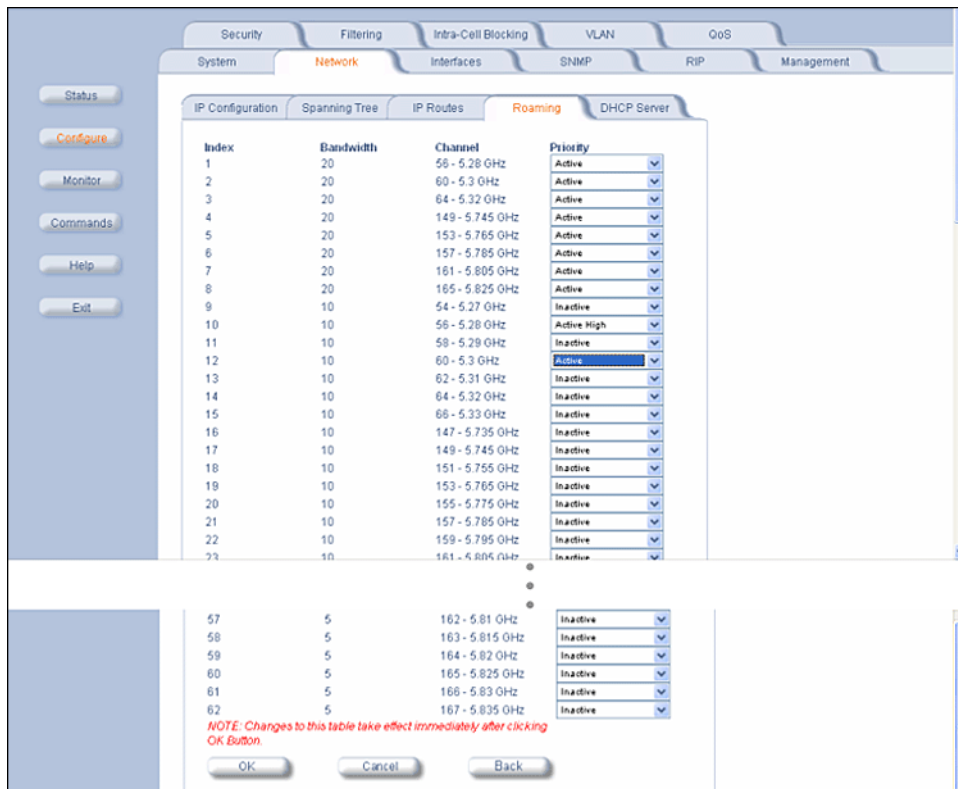 Security Filtering Intra-Cell Blocking VLAN QoS
System Network Interfaces SNMP RIP Management
Status
Configure
Monitor
Commands
Help
Exit
IP Configuration Spanning Tree IP Routes Roaming DHCP Server
Index Bandwidth Channel Priority
1 20 56 - 5.28 GHz Active
2 20 60 - 5.3 GHz Active
3 20 64 - 5.32 GHz Active
4 20 149 - 5.745 GHz Active
5 20 153 - 5.765 GHz Active
6 20 157 - 5.785 GHz Active
7 20 161 - 5.805 GHz Active
8 20 165 - 5.825 GHz Active
9 10 54 - 5.27 GHz Inactive
10 10 56 - 5.28 GHz Active High
11 10 58 - 5.29 GHz Inactive
12 10 60 - 5.3 GHz Active
13 10 62 - 5.31 GHz Inactive
14 10 64 - 5.32 GHz Inactive
15 10 66 - 5.33 GHz Inactive
16 10 147 - 5.735 GHz Inactive
17 10 149 - 5.745 GHz Inactive
18 10 151 - 5.755 GHz Inactive
19 10 153 - 5.765 GHz Inactive
20 10 155 - 5.775 GHz Inactive
21 10 157 - 5.785 GHz Inactive
22 10 159 - 5.795 GHz Inactive
23 10 161 - 5.805 GHz Inactive
57 5 162 - 5.81 GHz Inactive
58 5 163 - 5.815 GHz Inactive
59 5 164 - 5.82 GHz Inactive
60 5 165 - 5.825 GHz Inactive
61 5 166 - 5.83 GHz Inactive
62 5 167 - 5.835 GHz Inactive
NOTE: Changes to this table take effect immediately after clicking
OK Button.
OK Cancel Back